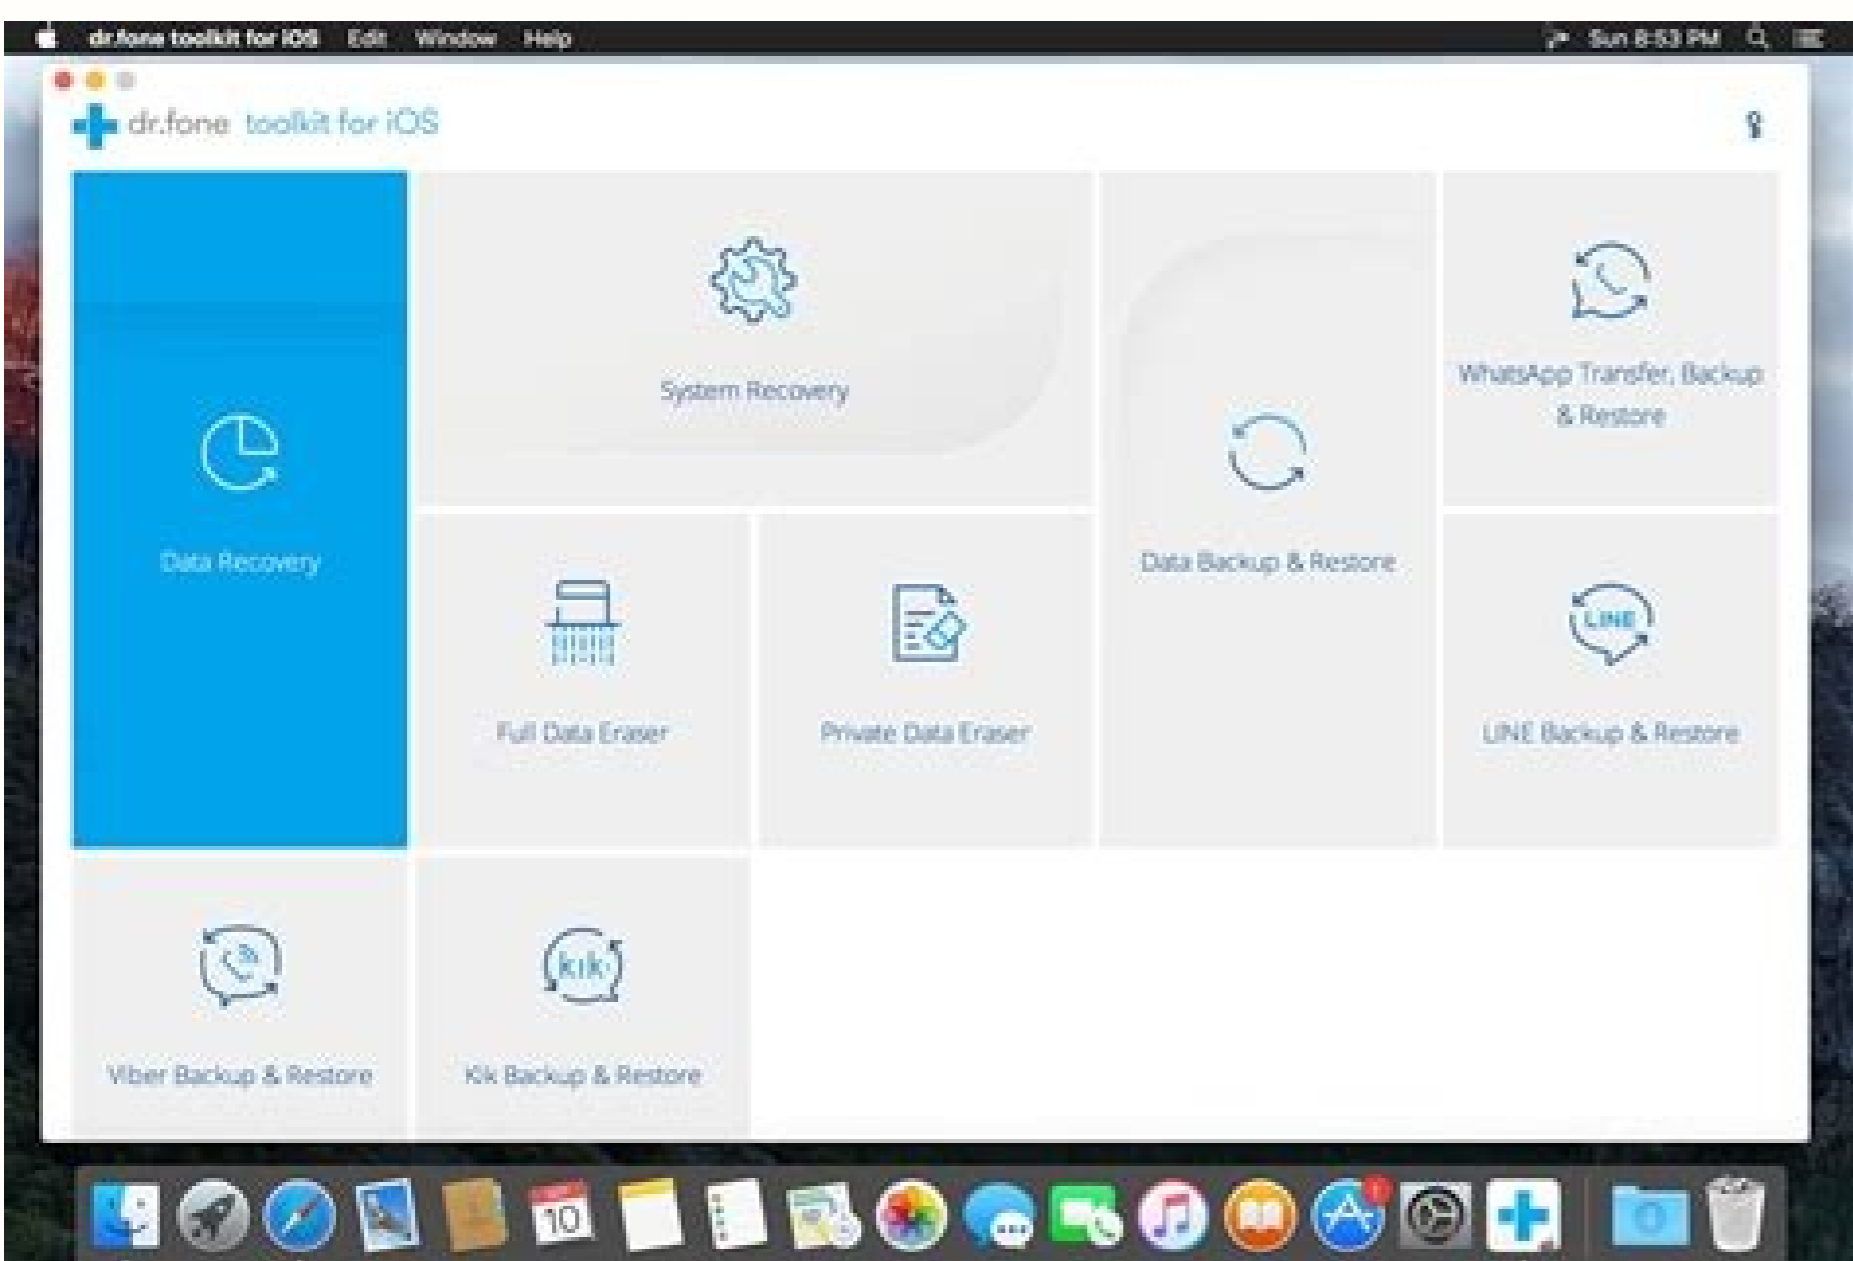 dr.fone toolkit for iOS Edit Window Help Sun 8:53 PM
dr.fone toolkit for iOS
Data Recovery
System Recovery
Full Data Eraser
Private Data Eraser
Data Backup & Restore
WhatsApp Transfer, Backup
& Restore
LINE
LINE Backup & Restore
Viber Backup & Restore
kik
Kik Backup & Restore
10
1